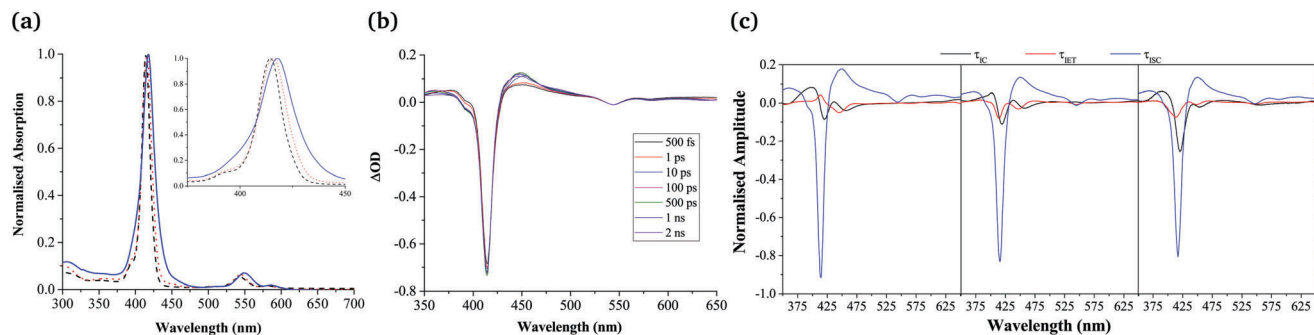 (a)
Normalised Absorption
1.0
0.8
0.6
0.4
0.2
0.0
300 350 400 450 500 550 600 650 700
Wavelength (nm)
1.0
0.8
0.6
0.4
0.2
0.0
400 450
(b)
ΔOD
0.2
0.0
-0.2
-0.4
-0.6
-0.8
350 400 450 500 550 600 650
Wavelength (nm)
500 fs
1 ps
10 ps
100 ps
500 ps
1 ns
2 ns
(c)
τIC τIET τISC
Normalised Amplitude
0.2
0.0
-0.2
-0.4
-0.6
-0.8
-1.0
375 425 475 525 575 625 375 425 475 525 575 625 375 425 475 525 575 625
Wavelength (nm)